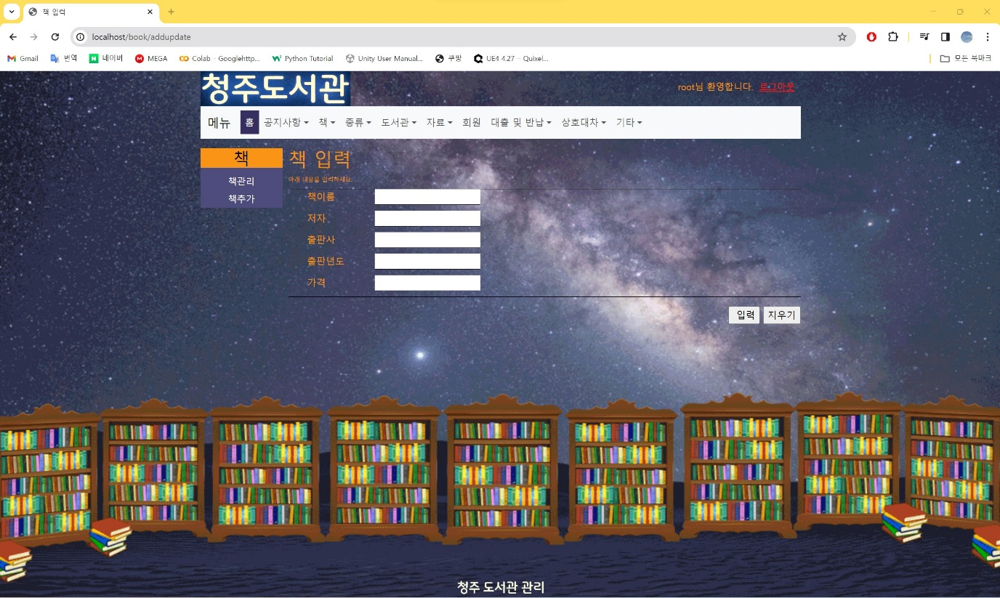 책 입력
localhost/book/addupdate
Gmail 번역 네이버 MEGA Colab - Googlehttp... Python Tutorial Unity User Manual... 쿠팡 UE4 4.27 – Quixel... 모든 북마크
청주도서관
root님 환영합니다. 로그아웃
메뉴 홈 공지사항 책 종류 도서관 자료 회원 대출 및 반납 상호대차 기타
책
책관리
책추가
책 입력
아래 내용을 입력하세요.
책이름
저자
출판사
출판년도
가격
입력 지우기
청주 도서관 관리